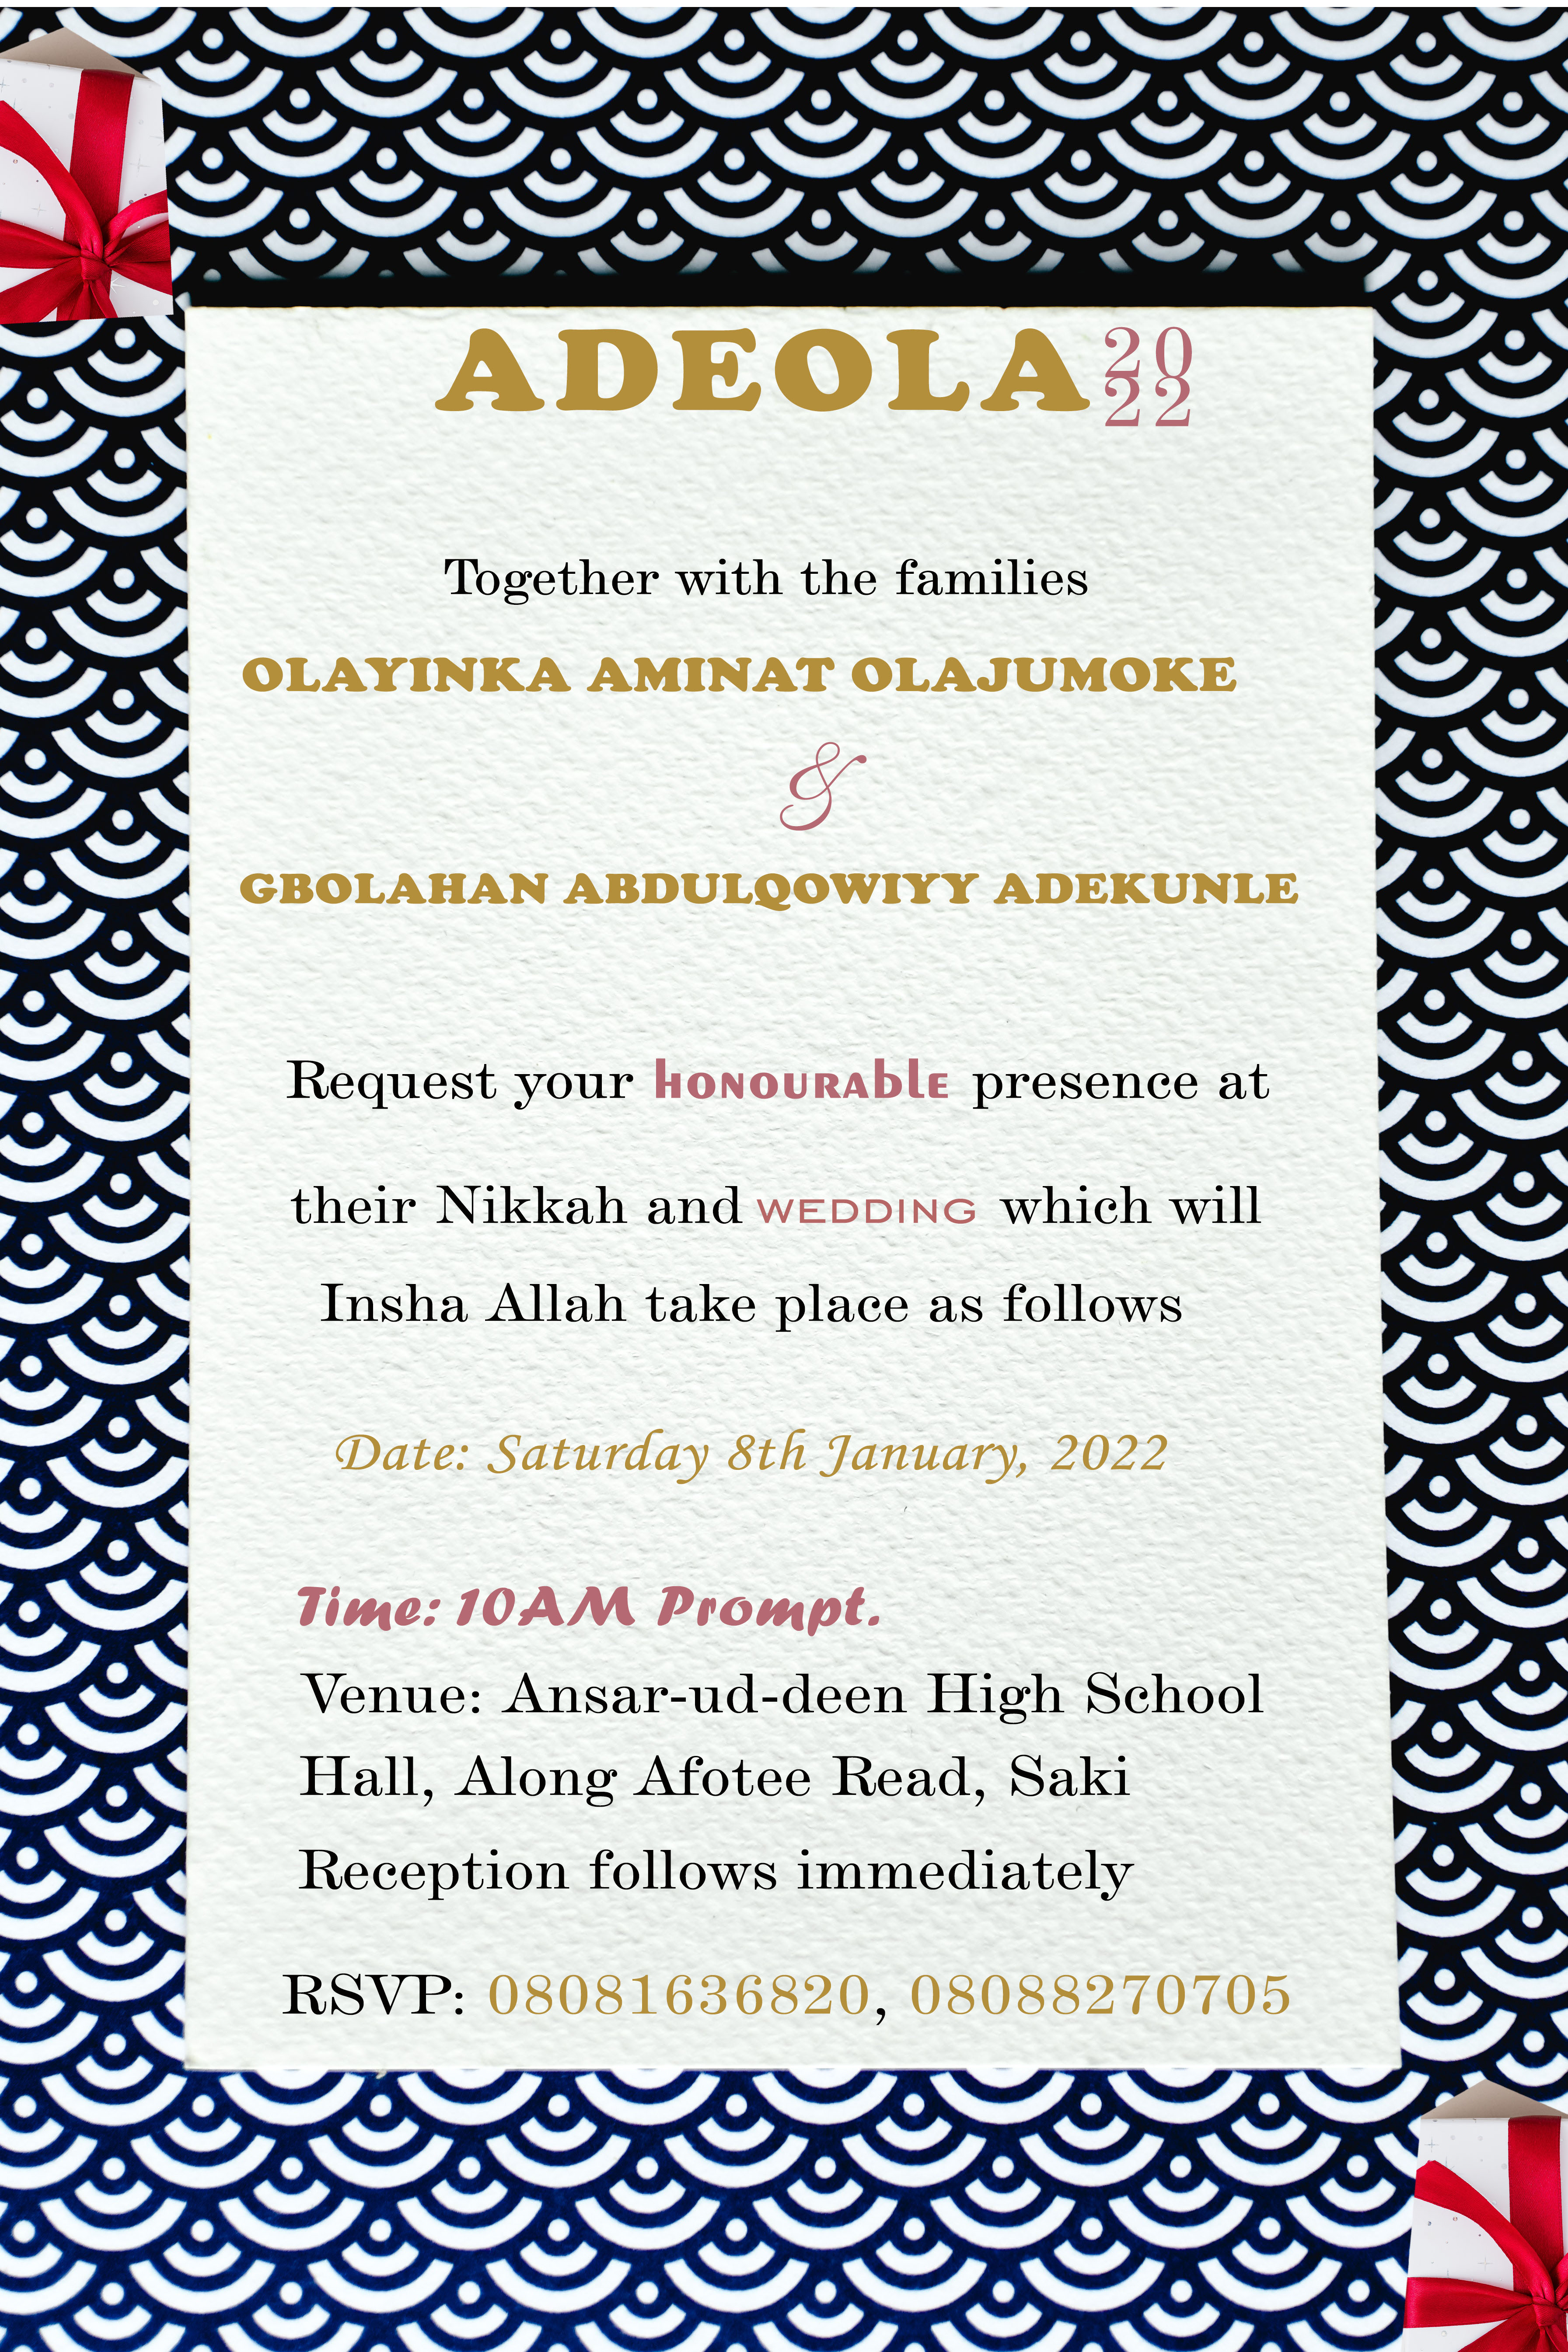 ADEOLA 20
22
Together with the families
OLAYINKA AMINAT OLAJUMOKE
&
GBOLAHAN ABDULQOWIYY ADEKUNLE
Request your honourable presence at
their Nikkah and WEDDING which will
Insha Allah take place as follows
Date: Saturday 8th January, 2022
Time: 10AM Prompt.
Venue: Ansar-ud-deen High School
Hall, Along Afotee Read, Saki
Reception follows immediately
RSVP: 08081636820, 08088270705